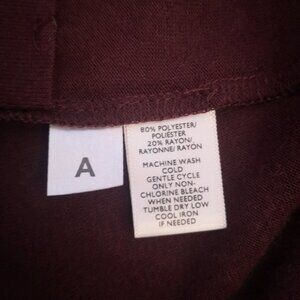 A
80% POLYESTER/
POLIÉSTER
20% RAYON/
RAYONNE/ RAYON
MACHINE WASH
COLD
GENTLE CYCLE
ONLY NON-
CHLORINE BLEACH
WHEN NEEDED
TUMBLE DRY LOW
COOL IRON
IF NEEDED